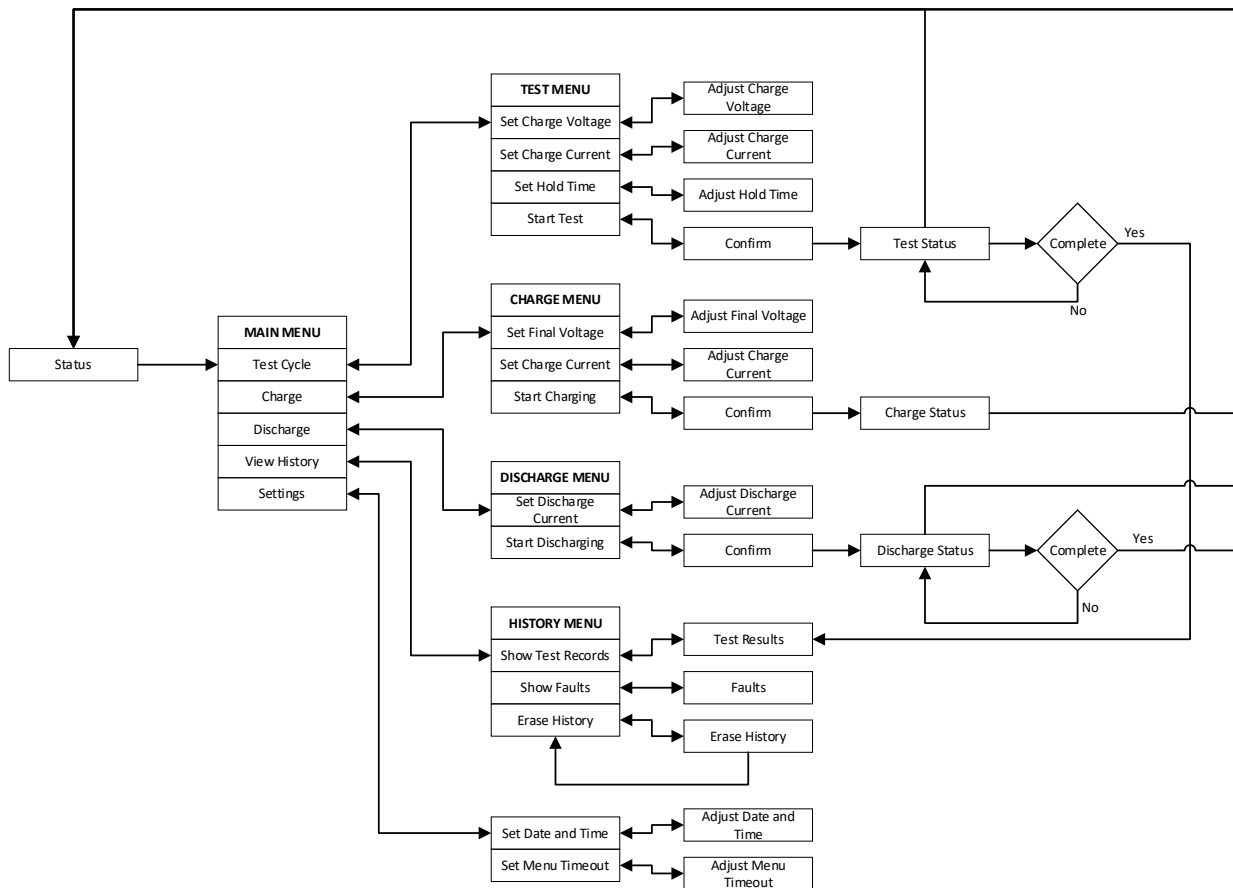 TEST MENU
Set Charge Voltage
Set Charge Current
Set Hold Time
Start Test
Adjust Charge
Voltage
Adjust Charge
Current
Adjust Hold Time
Confirm
Test Status
Complete
Yes
No
CHARGE MENU
Set Final Voltage
Set Charge Current
Start Charging
Adjust Final Voltage
Adjust Charge
Current
Confirm
Charge Status
Status
MAIN MENU
Test Cycle
Charge
Discharge
View History
Settings
DISCHARGE MENU
Set Discharge
Current
Start Discharging
Adjust Discharge
Current
Confirm
Discharge Status
Complete
Yes
No
HISTORY MENU
Show Test Records
Show Faults
Erase History
Test Results
Faults
Erase History
Set Date and Time
Set Menu Timeout
Adjust Date and
Time
Adjust Menu
Timeout